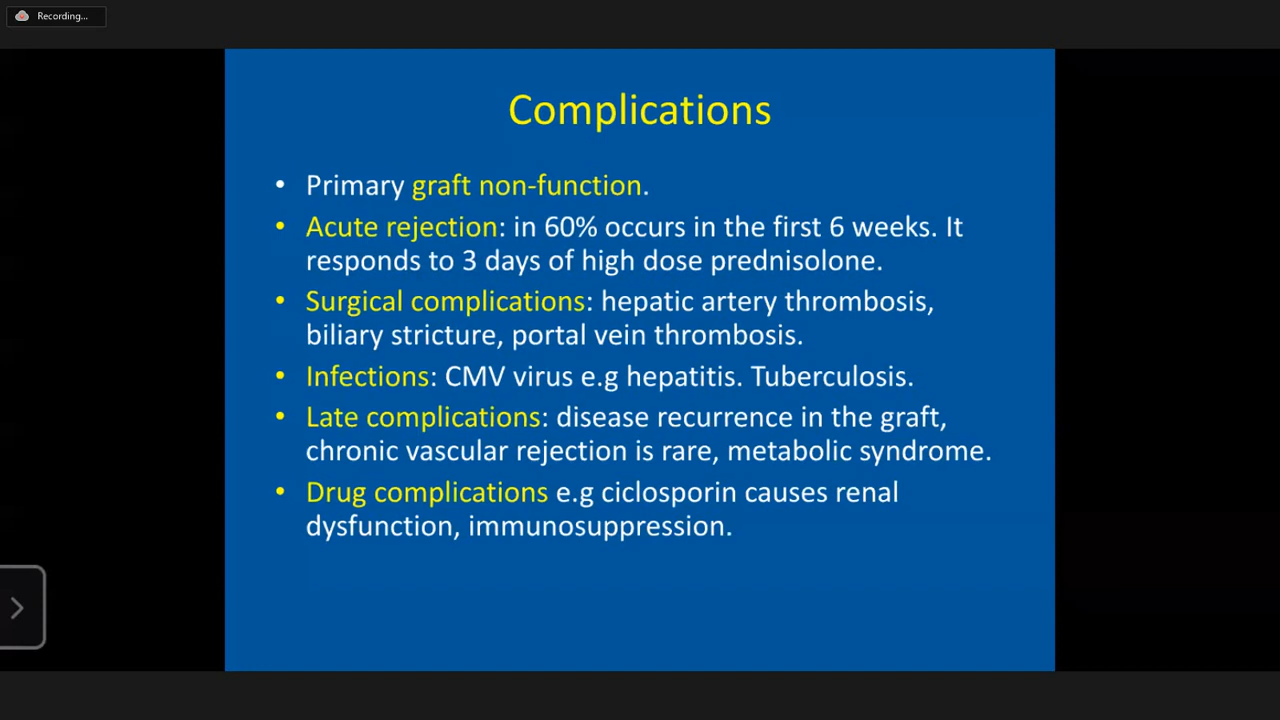 Recording...
Complications
• Primary graft non-function.
• Acute rejection: in 60% occurs in the first 6 weeks. It
responds to 3 days of high dose prednisolone.
• Surgical complications: hepatic artery thrombosis,
biliary stricture, portal vein thrombosis.
• Infections: CMV virus e.g hepatitis. Tuberculosis.
• Late complications: disease recurrence in the graft,
chronic vascular rejection is rare, metabolic syndrome.
• Drug complications e.g ciclosporin causes renal
dysfunction, immunosuppression.